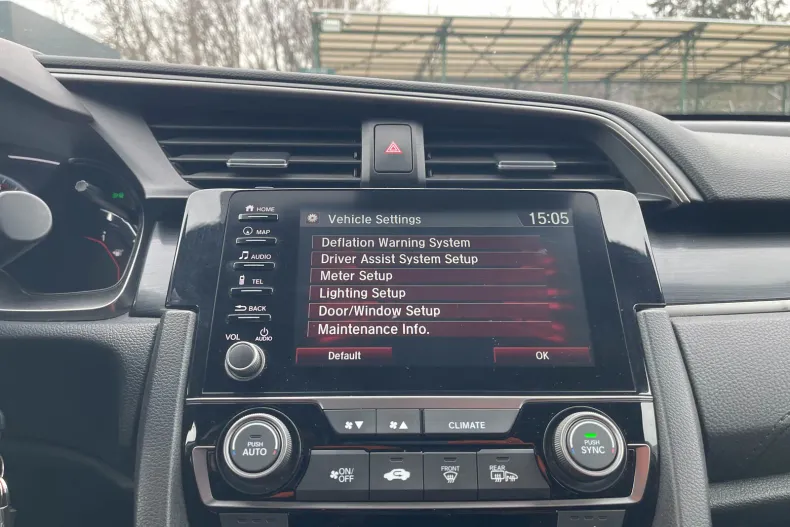 HOME
MAP
AUDIO
TEL
BACK
VOL
AUDIO
Vehicle Settings 15:05
Deflation Warning System
Driver Assist System Setup
Meter Setup
Lighting Setup
Door/Window Setup
Maintenance Info.
Default OK
PUSH
AUTO
CLIMATE
PUSH
SYNC
ON/
OFF
FRONT
REAR